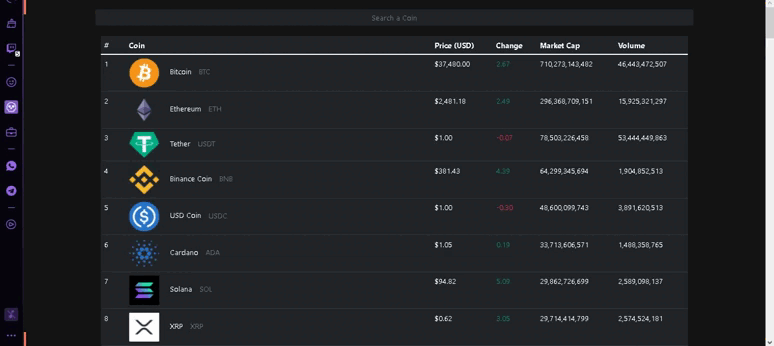 Search a Coin
# Coin Price (USD) Change Market Cap Volume
1 Bitcoin BTC $37,480.00 2.67 710,273,143,482 46,443,472,507
2 Ethereum ETH $2,481.18 2.49 296,368,709,151 15,925,321,297
3 Tether USDT $1.00 -0.07 78,503,226,458 53,444,449,863
4 Binance Coin BNB $381.43 4.39 64,299,345,694 1,904,852,513
5 USD Coin USDC $1.00 -0.30 48,600,099,743 3,891,620,513
6 Cardano ADA $1.05 0.19 33,713,606,571 1,488,358,765
7 Solana SOL $94.82 5.09 29,862,726,699 2,589,098,137
8 XRP XRP $0.62 3.05 29,714,414,799 2,574,524,181